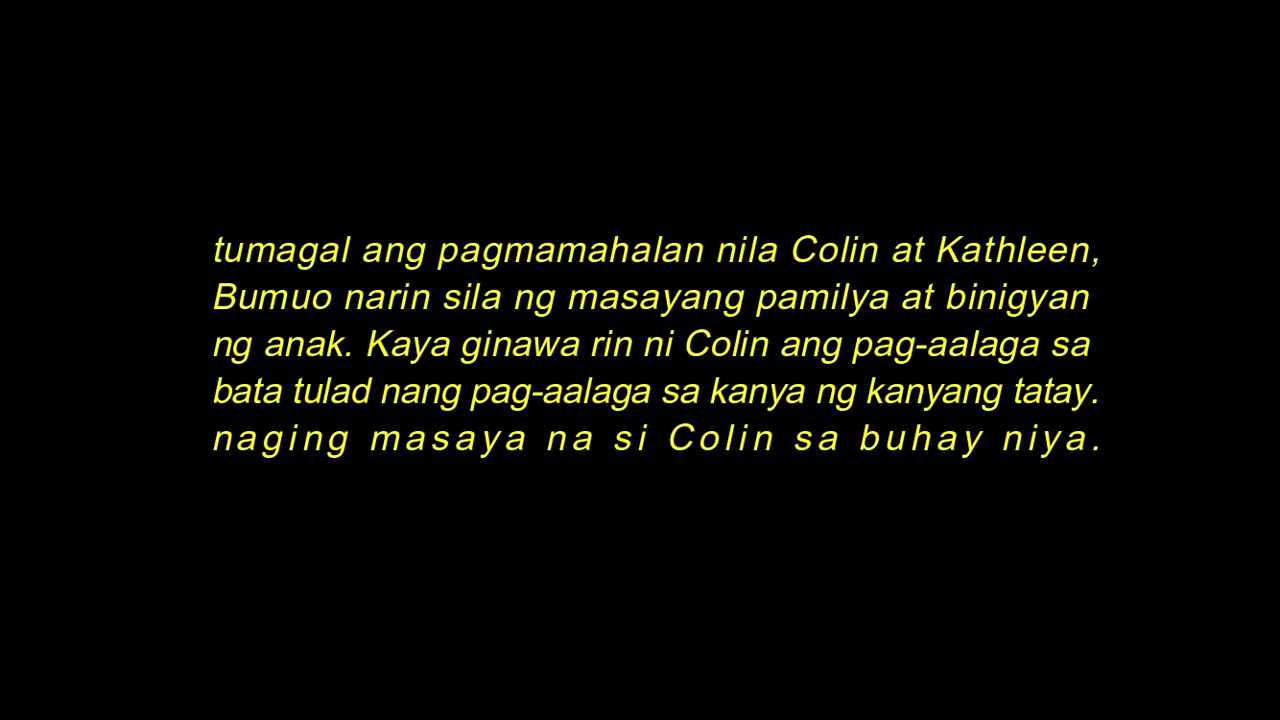 tumagal ang pagmamahalan nila Colin at Kathleen,
Bumuo narin sila ng masayang pamilya at binigyan
ng anak. Kaya ginawa rin ni Colin ang pag-aalaga sa
bata tulad nang pag-aalaga sa kanya ng kanyang tatay.
naging masaya na si Colin sa buhay niya.